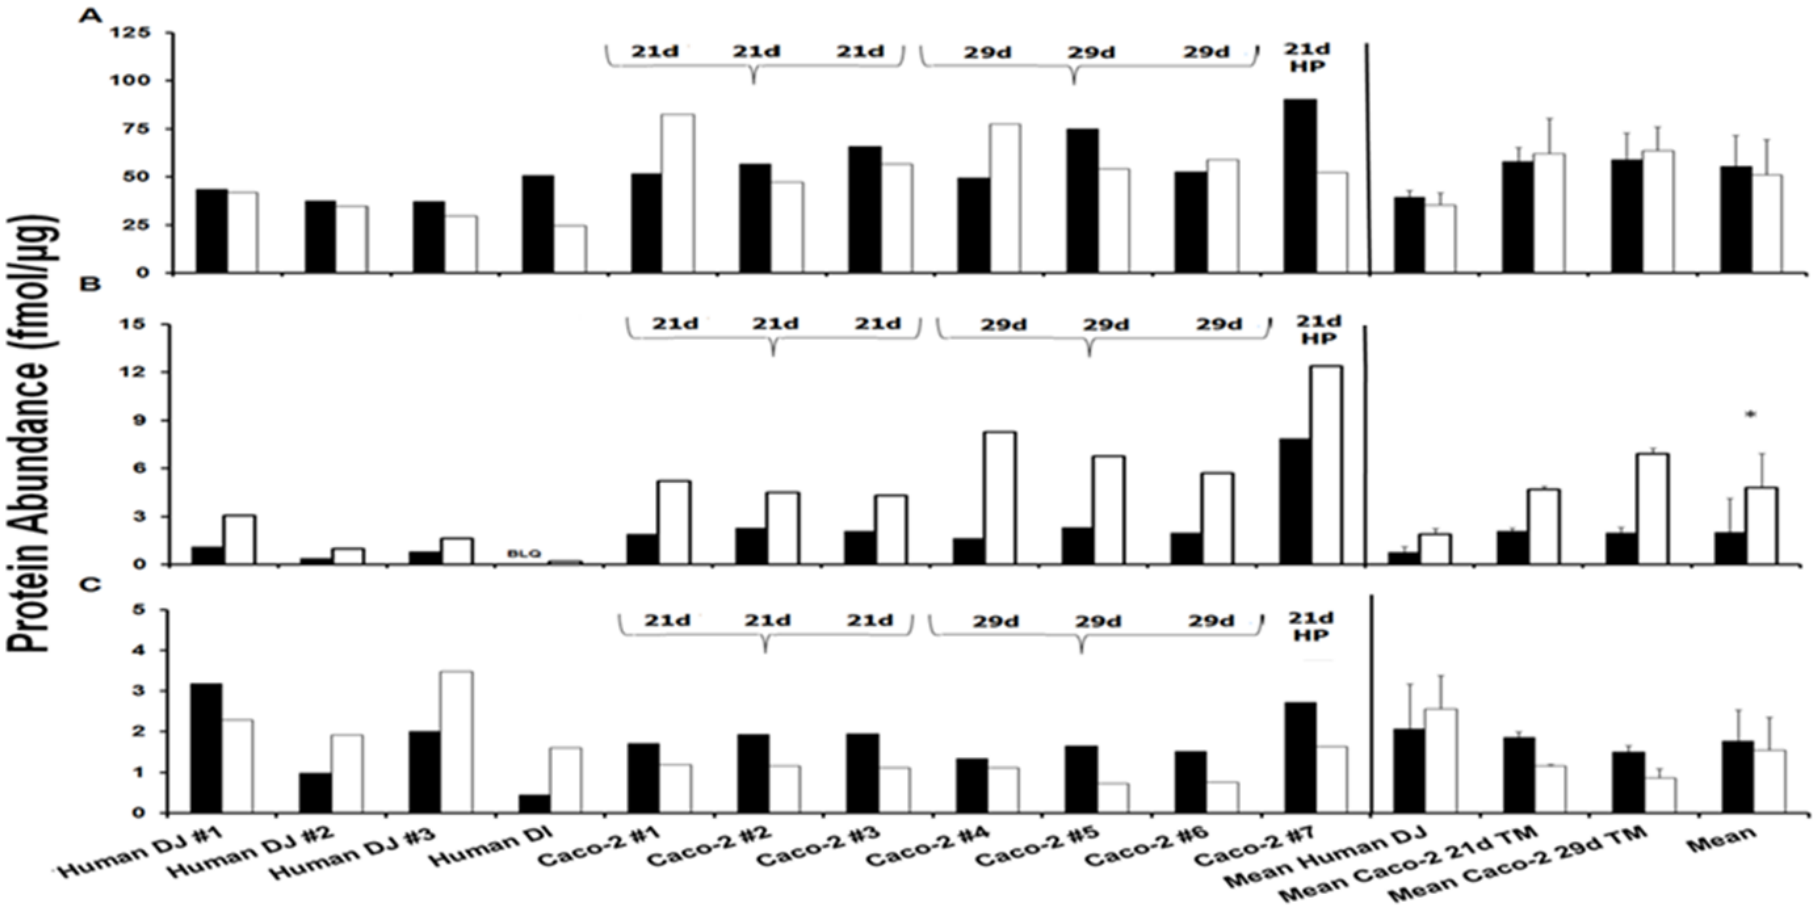 A
125
100
75
50
25
0
21d 21d 21d 29d 29d 29d 21d
HP
B
15
12
9
6
3
0
21d 21d 21d 29d 29d 29d 21d
HP
BLQ
*
C
5
4
3
2
1
0
21d 21d 21d 29d 29d 29d 21d
HP
Protein Abundance (fmol/µg)
Human DJ #1
Human DJ #2
Human DJ #3
Human DI
Caco-2 #1
Caco-2 #2
Caco-2 #3
Caco-2 #4
Caco-2 #5
Caco-2 #6
Caco-2 #7
Mean Human DJ
Mean Caco-2 21d TM
Mean Caco-2 29d TM
Mean